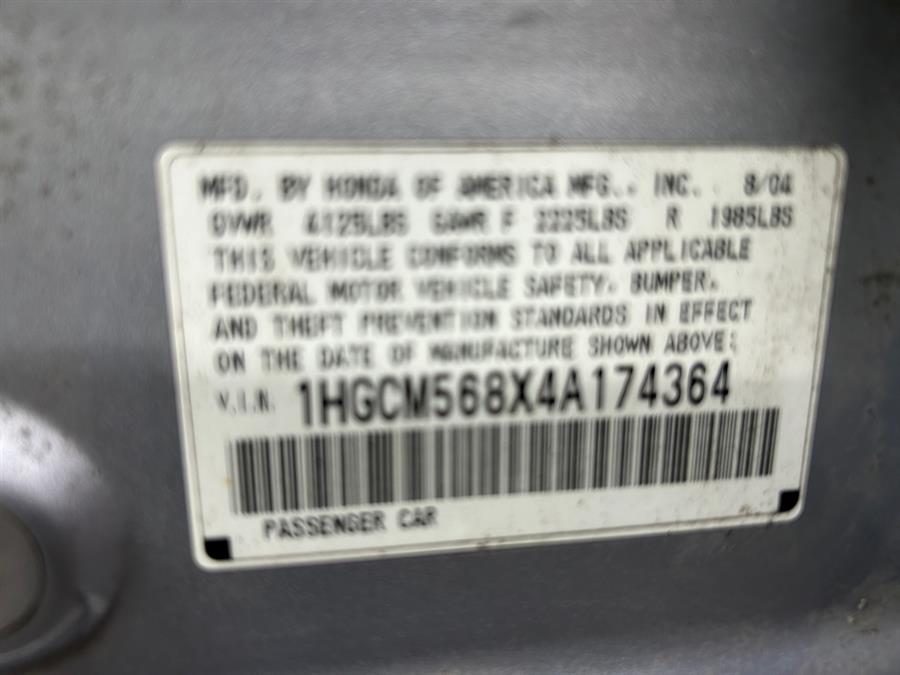 MFD. BY HONDA OF AMERICA MFG., INC. 8/04
GVWR 4125LBS GAWR F 2225LBS R 1985LBS
THIS VEHICLE CONFORMS TO ALL APPLICABLE
FEDERAL MOTOR VEHICLE SAFETY, BUMPER,
AND THEFT PREVENTION STANDARDS IN EFFECT
ON THE DATE OF MANUFACTURE SHOWN ABOVE;
V.I.N. 1HGCM568X4A174364
PASSENGER CAR